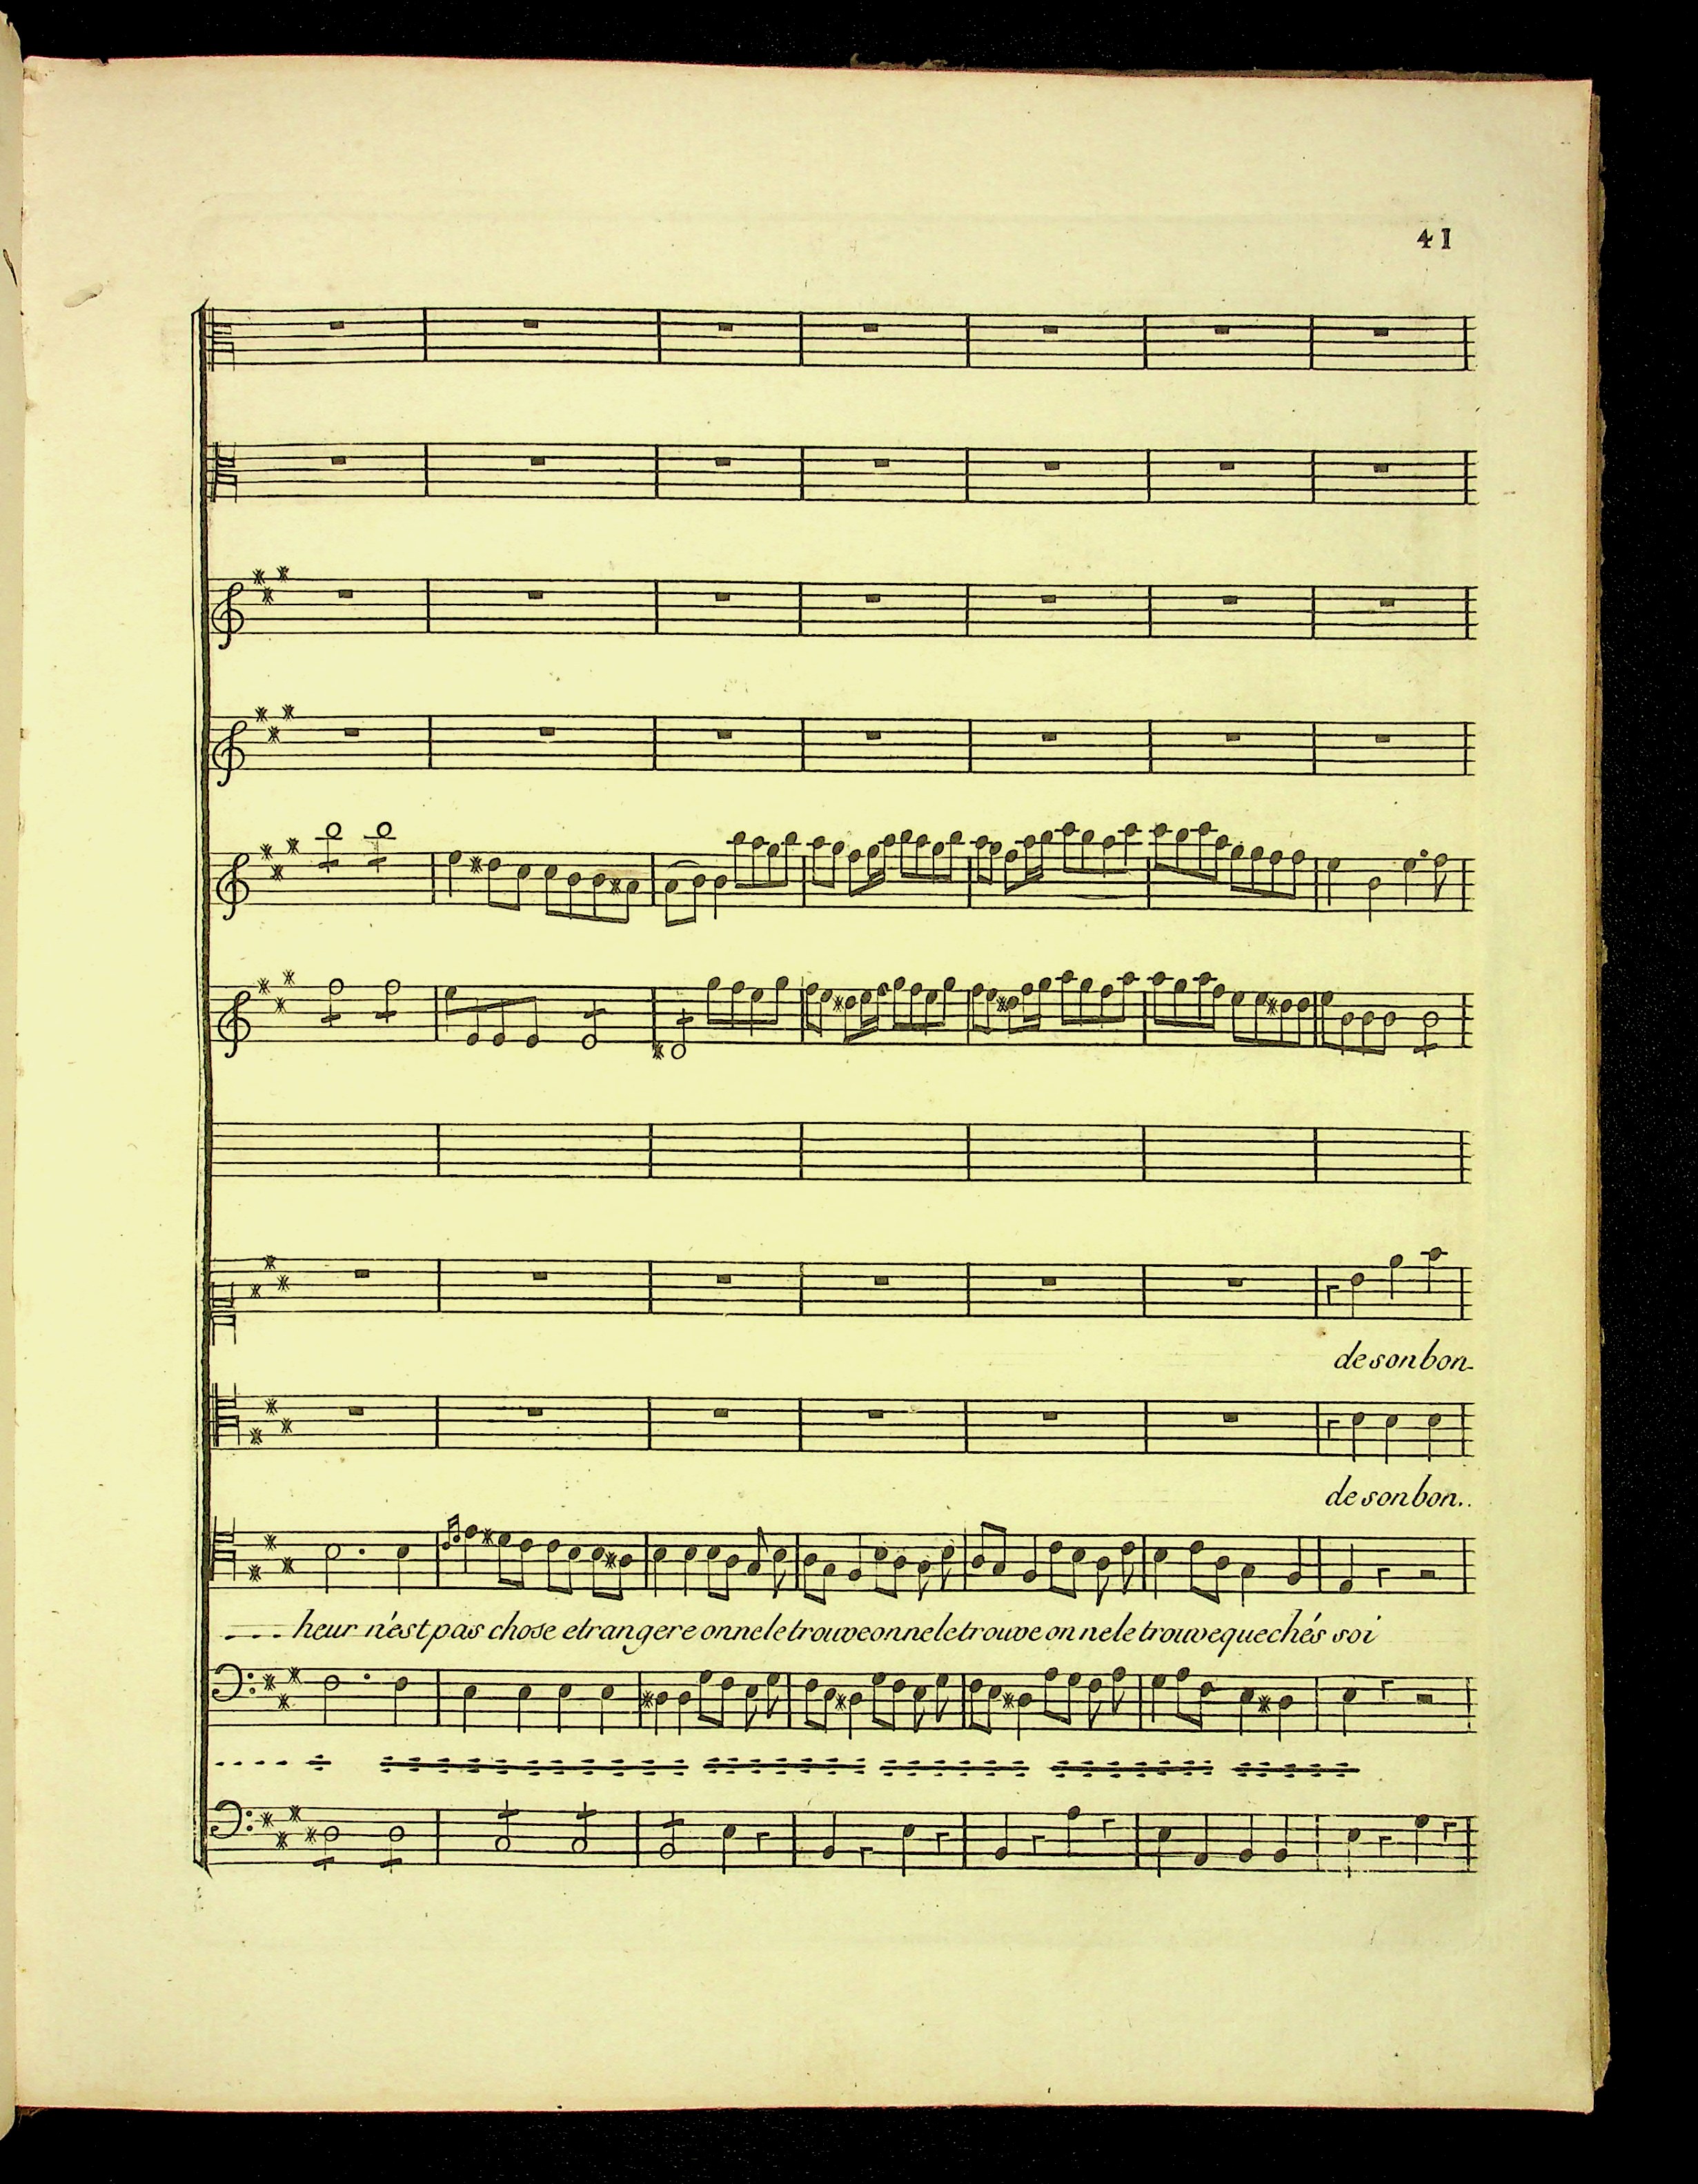 41
de son bon-
de son bon..
heur n'est pas chose etrangere on ne le trouve on ne le trouve on ne le trouve que chés soi